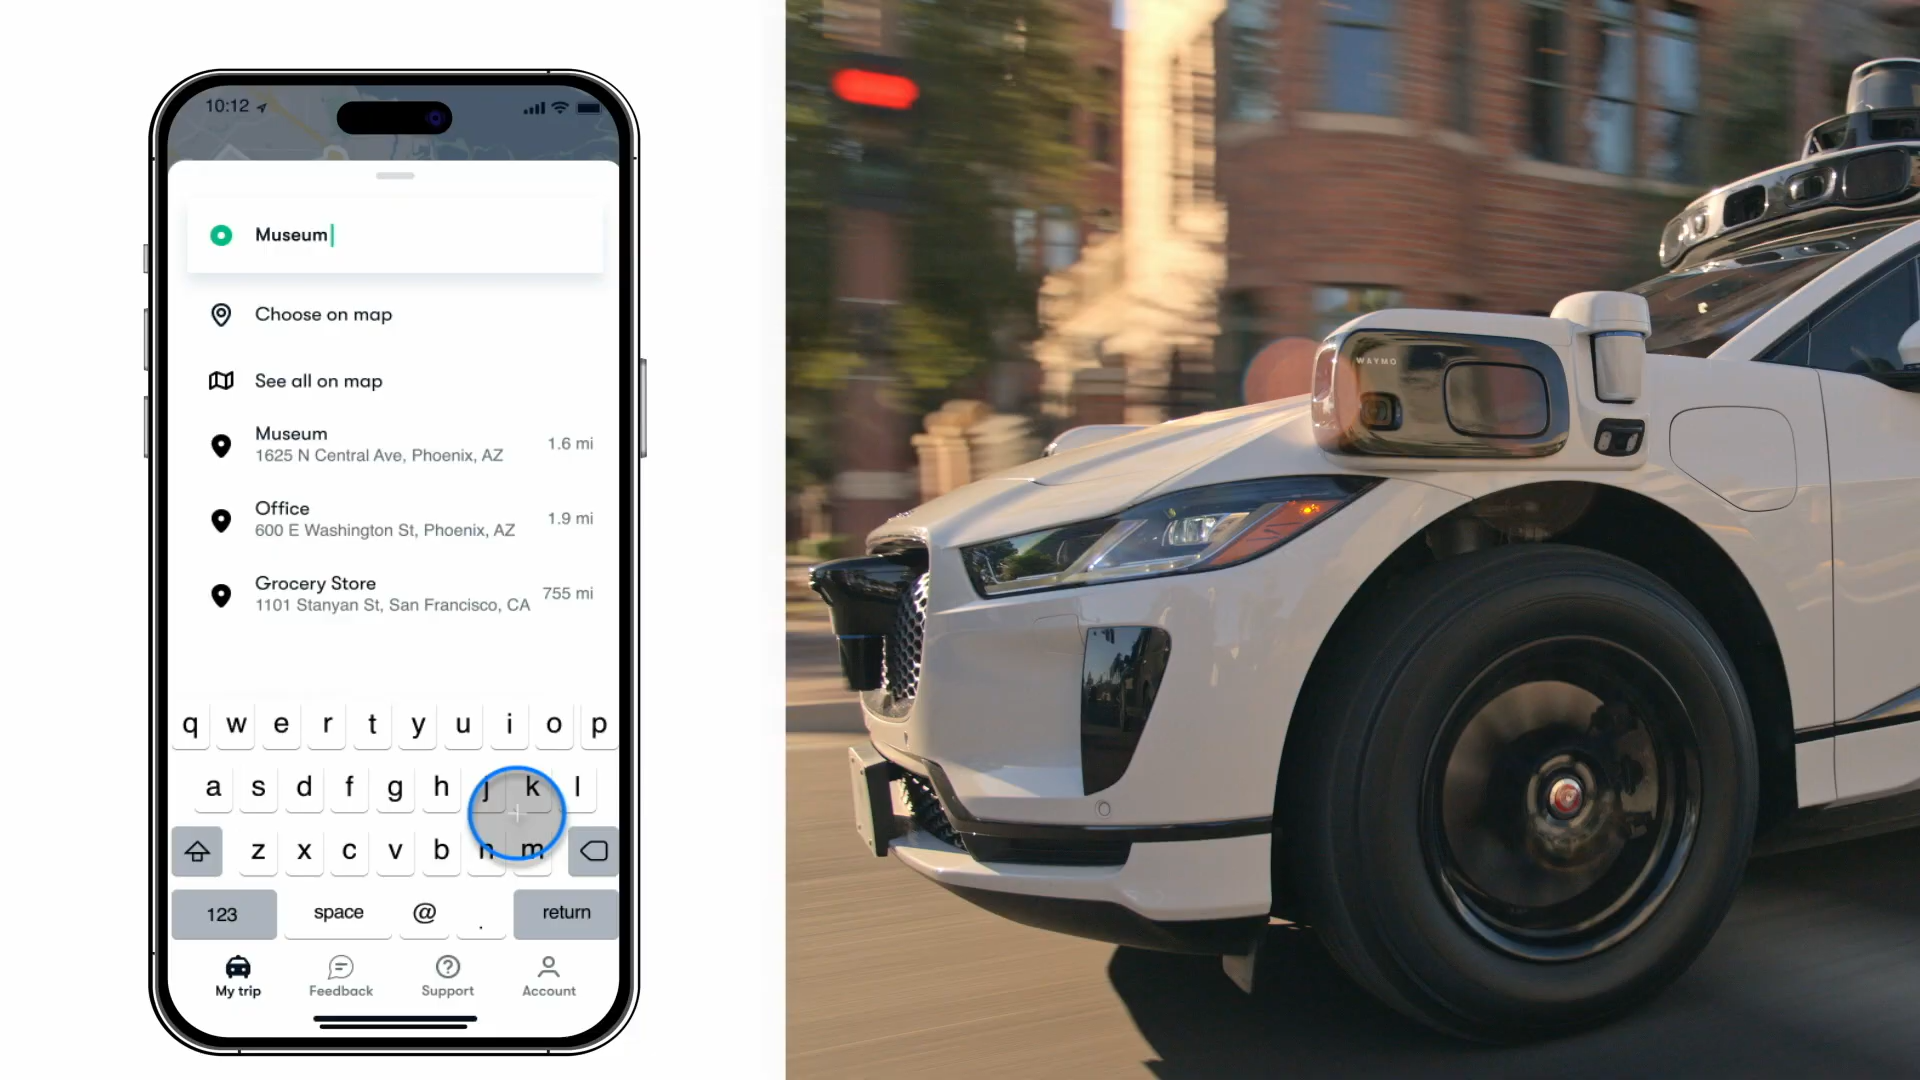 10:12
Museum
Choose on map
See all on map
Museum
1625 N Central Ave, Phoenix, AZ
1.6 mi
Office
600 E Washington St, Phoenix, AZ
1.9 mi
Grocery Store
1101 Stanyan St, San Francisco, CA
755 mi
q w e r t y u i o p
a s d f g h j k l
z x c v b n m
123 space @ . return
My trip Feedback Support Account
WAYMO